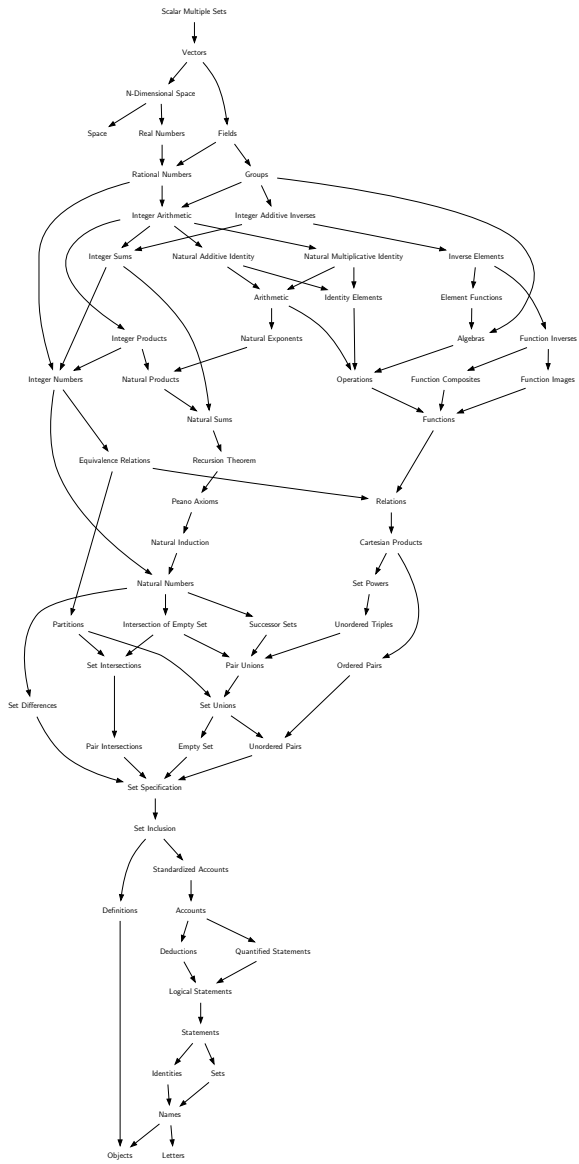 Scalar Multiple Sets
Vectors
N-Dimensional Space
Space
Real Numbers
Fields
Rational Numbers
Groups
Integer Arithmetic
Integer Additive Inverses
Integer Sums
Natural Additive Identity
Natural Multiplicative Identity
Inverse Elements
Arithmetic
Identity Elements
Element Functions
Integer Products
Natural Exponents
Algebras
Function Inverses
Integer Numbers
Natural Products
Operations
Function Composites
Function Images
Natural Sums
Functions
Equivalence Relations
Recursion Theorem
Peano Axioms
Relations
Natural Induction
Cartesian Products
Natural Numbers
Set Powers
Partitions
Intersection of Empty Set
Successor Sets
Unordered Triples
Set Intersections
Pair Unions
Ordered Pairs
Set Differences
Set Unions
Pair Intersections
Empty Set
Unordered Pairs
Set Specification
Set Inclusion
Standardized Accounts
Definitions
Accounts
Deductions
Quantified Statements
Logical Statements
Statements
Identities
Sets
Names
Objects
Letters